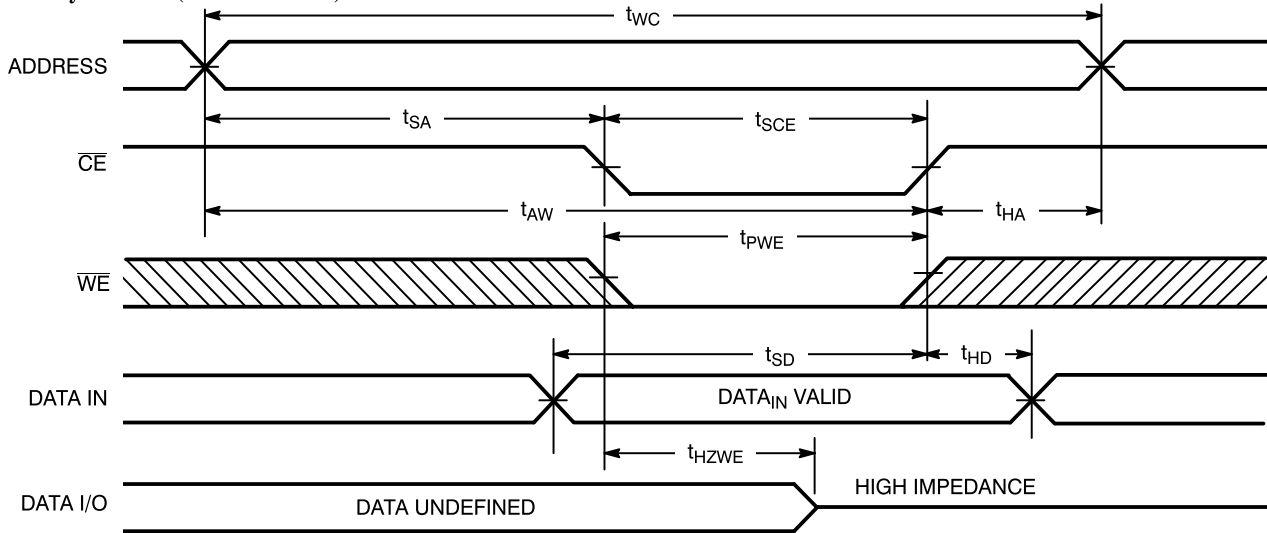 tWC
ADDRESS
tSA
tSCE
CE
tAW
tHA
tPWE
WE
tSD
tHD
DATA IN
DATAIN VALID
tHZWE
DATA I/O
DATA UNDEFINED
HIGH IMPEDANCE